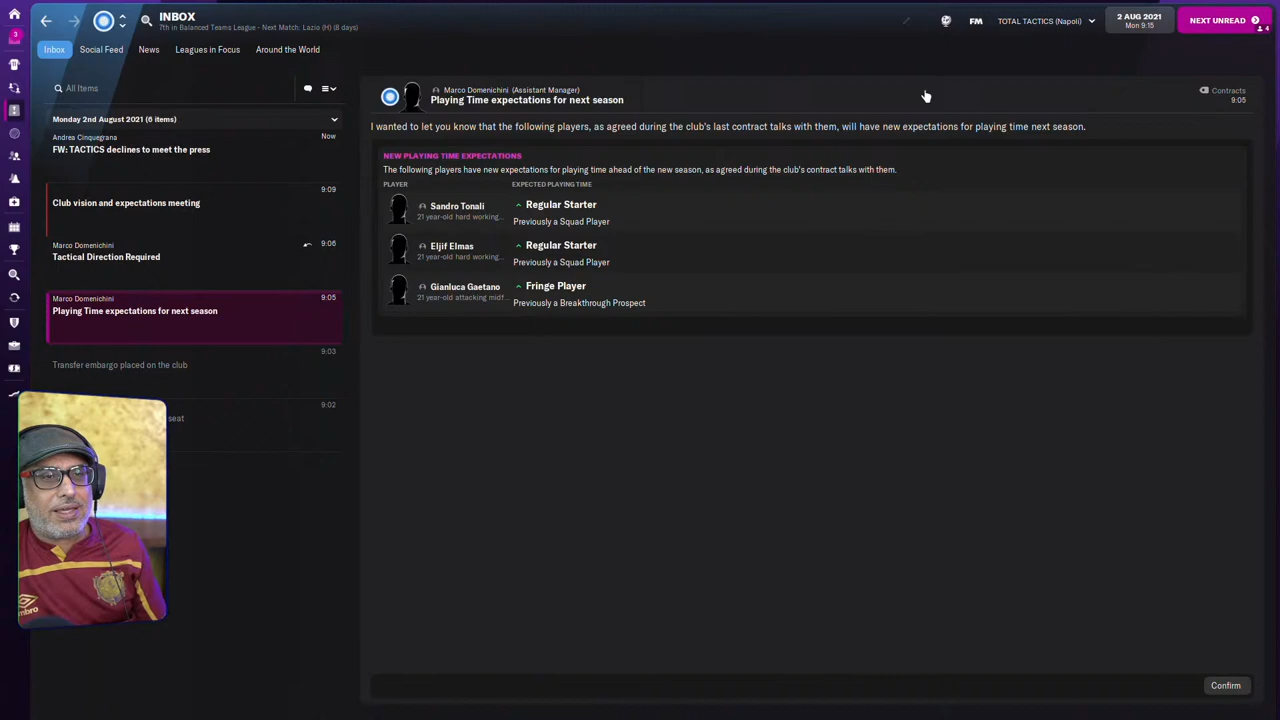 INBOX
7th in Balanced Teams League - Next Match: Lazio (H) (8 days)
FM
TOTAL TACTICS (Napoli)
2 AUG 2021
Mon 9:15
NEXT UNREAD
4
3
Inbox
Social Feed
News
Leagues in Focus
Around the World
All Items
Monday 2nd August 2021 (6 items)
Andrea Cinquegrana
Now
FW: TACTICS declines to meet the press
9:09
Club vision and expectations meeting
Marco Domenichini
9:06
Tactical Direction Required
Marco Domenichini
9:05
Playing Time expectations for next season
9:03
Transfer embargo placed on the club
9:02
seat
Marco Domenichini (Assistant Manager)
Playing Time expectations for next season
Contracts
9:05
I wanted to let you know that the following players, as agreed during the club's last contract talks with them, will have new expectations for playing time next season.
NEW PLAYING TIME EXPECTATIONS
The following players have new expectations for playing time ahead of the new season, as agreed during the club's contract talks with them.
PLAYER
EXPECTED PLAYING TIME
Sandro Tonali
21 year-old hard working...
Regular Starter
Previously a Squad Player
Eljif Elmas
21 year-old hard working...
Regular Starter
Previously a Squad Player
Gianluca Gaetano
21 year-old attacking midf...
Fringe Player
Previously a Breakthrough Prospect
Confirm